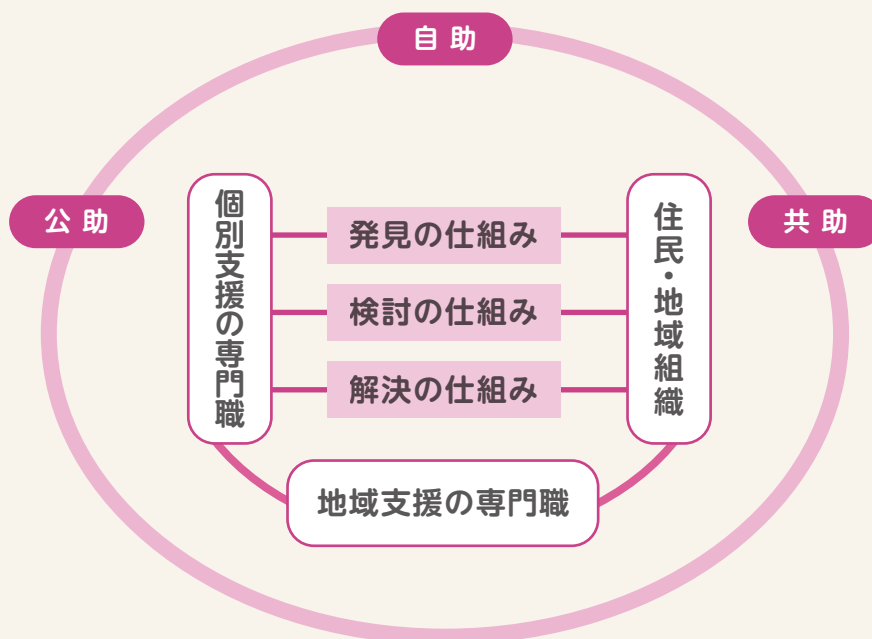 自助
公助
共助
個別支援の専門職
発見の仕組み
検討の仕組み
解決の仕組み
住民・地域組織
地域支援の専門職